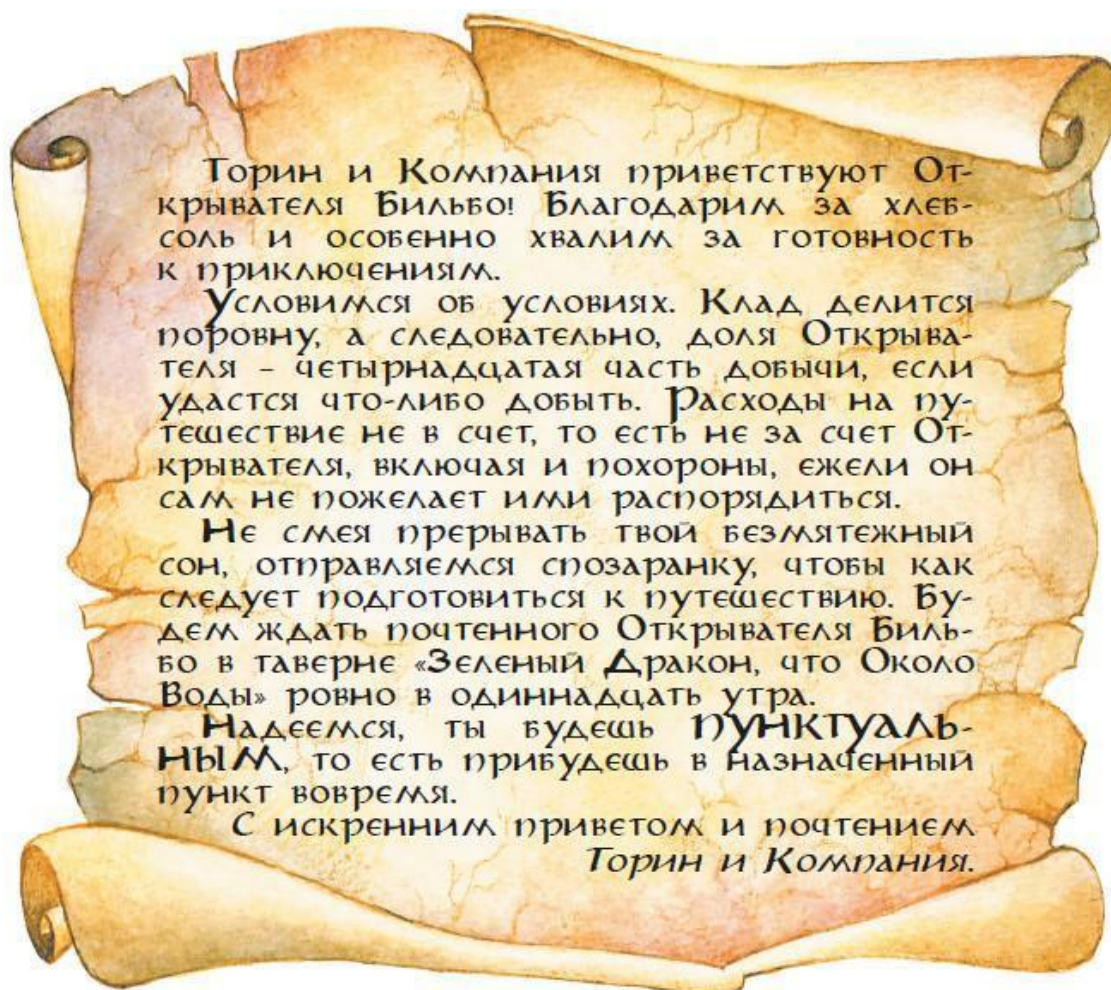 Торин и Компания приветствуют От-
крывателя Бильбо! Благодарим за хлеб-
соль и особенно хвалим за готовность
к приключениям.
Условимся об условиях. Клад делится
поровну, а следовательно, доля Открыва-
теля – четырнадцатая часть добычи, если
удастся что-либо добыть. Расходы на пу-
тешествие не в счет, то есть не за счет От-
крывателя, включая и похороны, ежели он
сам не пожелает ими распорядиться.
Не смея прерывать твой безмятежный
сон, отправляемся спозаранку, чтобы как
следует подготовиться к путешествию. Бу-
дем ждать почтенного Открывателя Биль-
бо в таверне «Зеленый Дракон, что Около
Воды» ровно в одиннадцать утра.
Надеемся, ты будешь пунктуаль-
ным, то есть прибудешь в назначенный
пункт вовремя.
С искренним приветом и почтением
Торин и Компания.